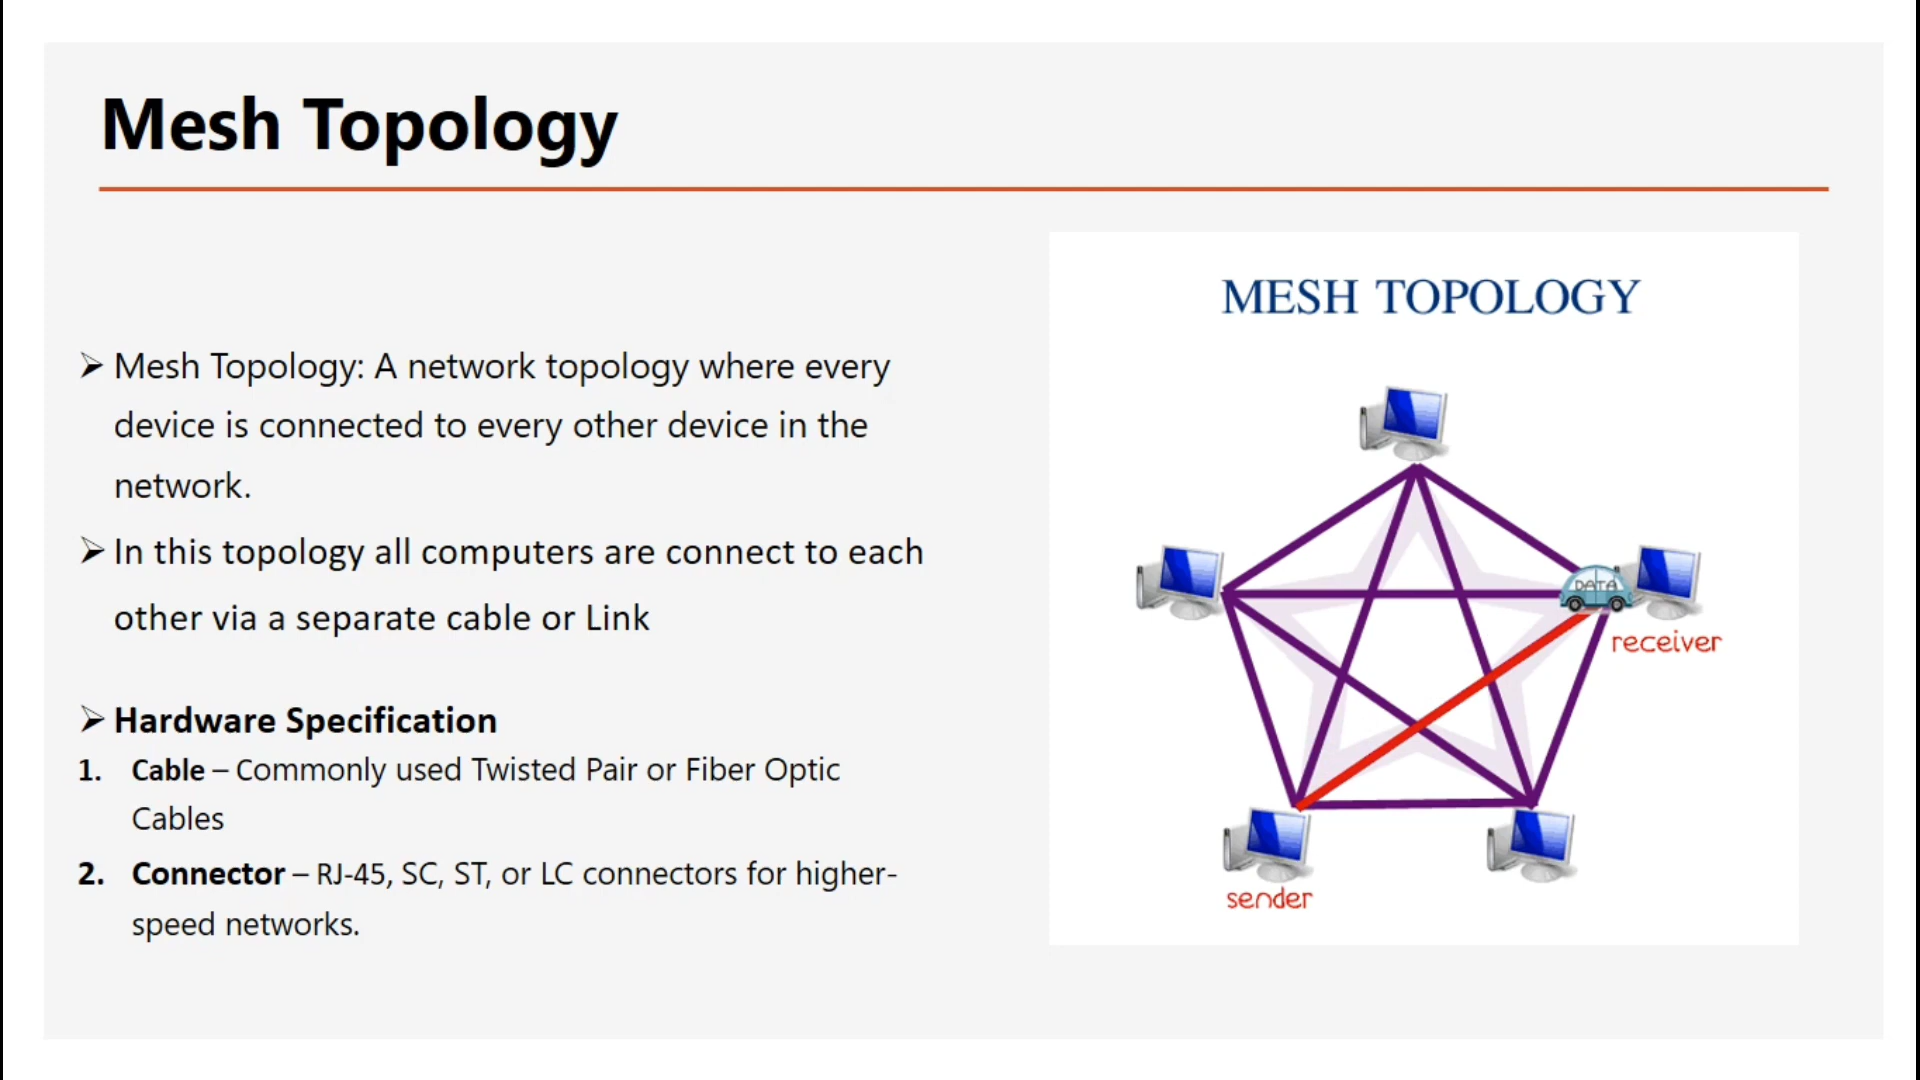 Mesh Topology
➢ Mesh Topology: A network topology where every
device is connected to every other device in the
network.
➢ In this topology all computers are connect to each
other via a separate cable or Link
➢ Hardware Specification
1. Cable – Commonly used Twisted Pair or Fiber Optic
Cables
2. Connector – RJ-45, SC, ST, or LC connectors for higher-
speed networks.
MESH TOPOLOGY
DATA
receiver
sender